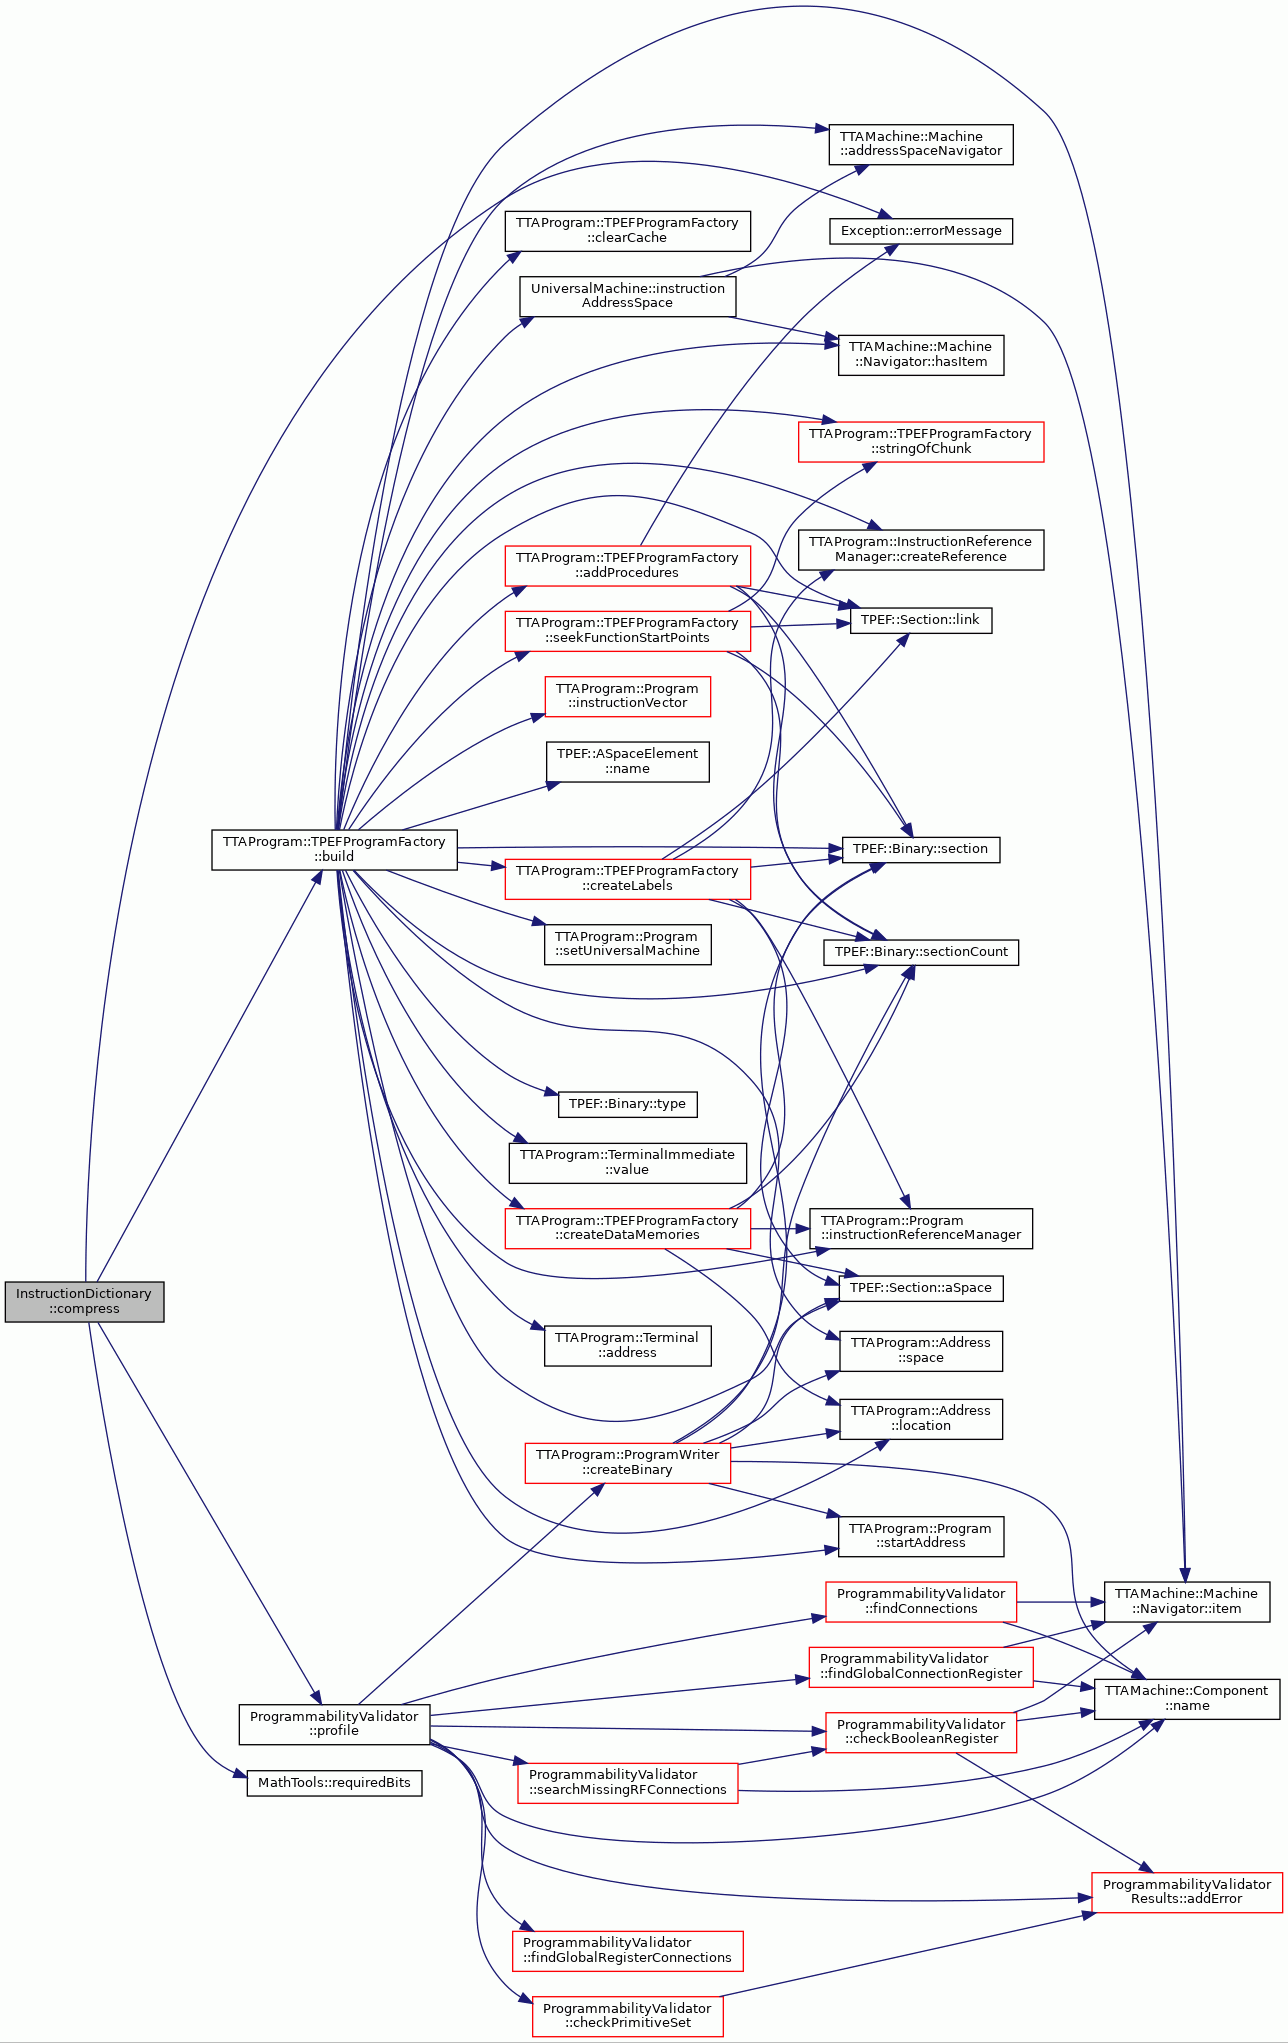 TTAMachine::Machine
::addressSpaceNavigator
TTAProgram::TPEFProgramFactory
::clearCache
Exception::errorMessage
UniversalMachine::instruction
AddressSpace
TTAMachine::Machine
::Navigator::hasItem
TTAProgram::TPEFProgramFactory
::stringOfChunk
TTAProgram::InstructionReference
Manager::createReference
TTAProgram::TPEFProgramFactory
::addProcedures
TPEF::Section::link
TTAProgram::TPEFProgramFactory
::seekFunctionStartPoints
TTAProgram::Program
::instructionVector
TPEF::ASpaceElement
::name
TTAProgram::TPEFProgramFactory
::build
TPEF::Binary::section
TTAProgram::TPEFProgramFactory
::createLabels
TTAProgram::Program
::setUniversalMachine
TPEF::Binary::sectionCount
TPEF::Binary::type
TTAProgram::TerminalImmediate
::value
TTAProgram::TPEFProgramFactory
::createDataMemories
TTAProgram::Program
::instructionReferenceManager
InstructionDictionary
::compress
TPEF::Section::aSpace
TTAProgram::Terminal
::address
TTAProgram::Address
::space
TTAProgram::Address
::location
TTAProgram::ProgramWriter
::createBinary
TTAProgram::Program
::startAddress
ProgrammabilityValidator
::findConnections
TTAMachine::Machine
::Navigator::item
ProgrammabilityValidator
::findGlobalConnectionRegister
TTAMachine::Component
::name
ProgrammabilityValidator
::profile
ProgrammabilityValidator
::checkBooleanRegister
MathTools::requiredBits
ProgrammabilityValidator
::searchMissingRFConnections
ProgrammabilityValidator
Results::addError
ProgrammabilityValidator
::findGlobalRegisterConnections
ProgrammabilityValidator
::checkPrimitiveSet